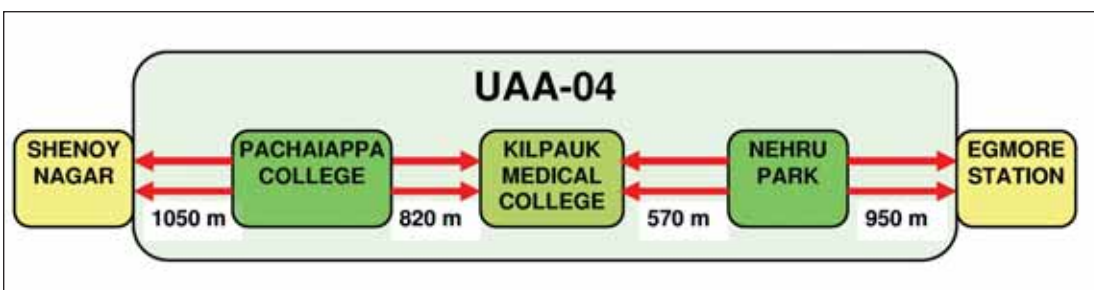 UAA-04
SHENOY
NAGAR
PACHAIAPPA
COLLEGE
KILPAUK
MEDICAL
COLLEGE
NEHRU
PARK
EGMORE
STATION
1050 m
820 m
570 m
950 m